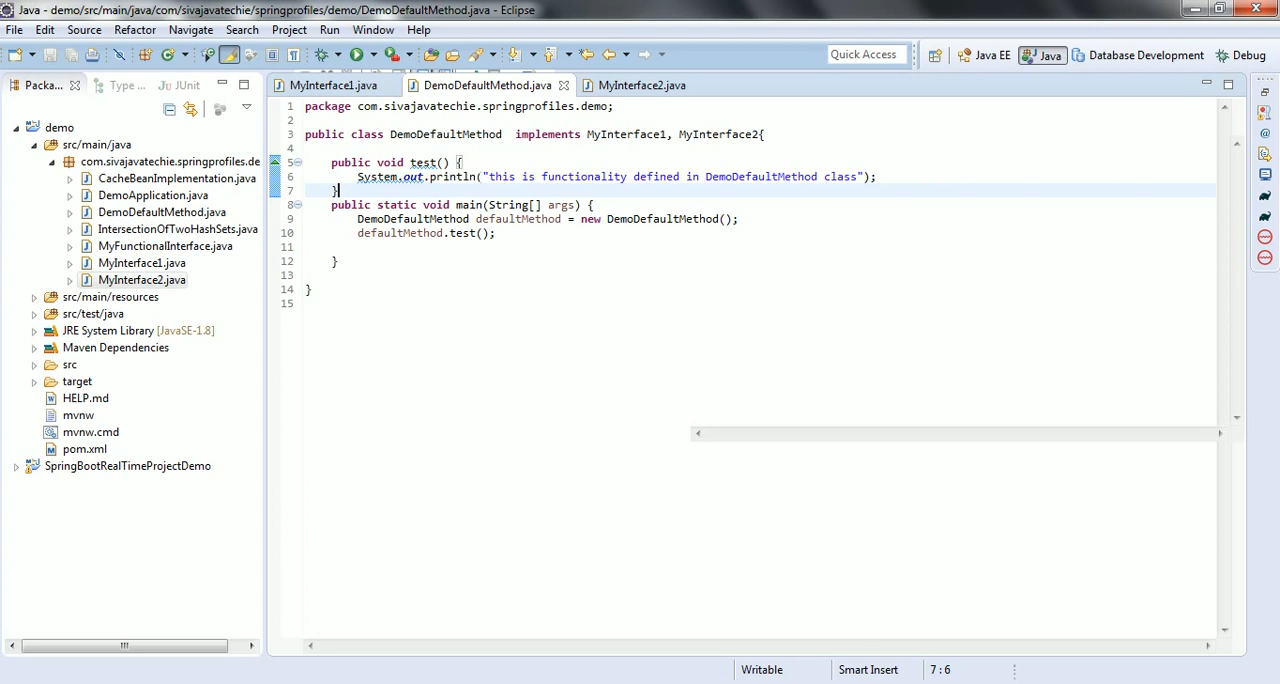 Java - demo/src/main/java/com/sivajavatechie/springprofiles/demo/DemoDefaultMethod.java - Eclipse
File Edit Source Refactor Navigate Search Project Run Window Help
Quick Access Java EE Java Database Development Debug
Packa... Type ... JUnit
MyInterface1.java DemoDefaultMethod.java MyInterface2.java
demo
src/main/java
com.sivajavatechie.springprofiles.de
CacheBeanImplementation.java
DemoApplication.java
DemoDefaultMethod.java
IntersectionOfTwoHashSets.java
MyFunctionalInterface.java
MyInterface1.java
MyInterface2.java
src/main/resources
src/test/java
JRE System Library [JavaSE-1.8]
Maven Dependencies
src
target
HELP.md
mvnw
mvnw.cmd
pom.xml
SpringBootRealTimeProjectDemo
1 package com.sivajavatechie.springprofiles.demo;
2
3 public class DemoDefaultMethod  implements MyInterface1, MyInterface2{
4
5     public void test() {
6         System.out.println("this is functionality defined in DemoDefaultMethod class");
7     }
8     public static void main(String[] args) {
9         DemoDefaultMethod defaultMethod = new DemoDefaultMethod();
10         defaultMethod.test();
11
12     }
13
14 }
15
Writable Smart Insert 7 : 6